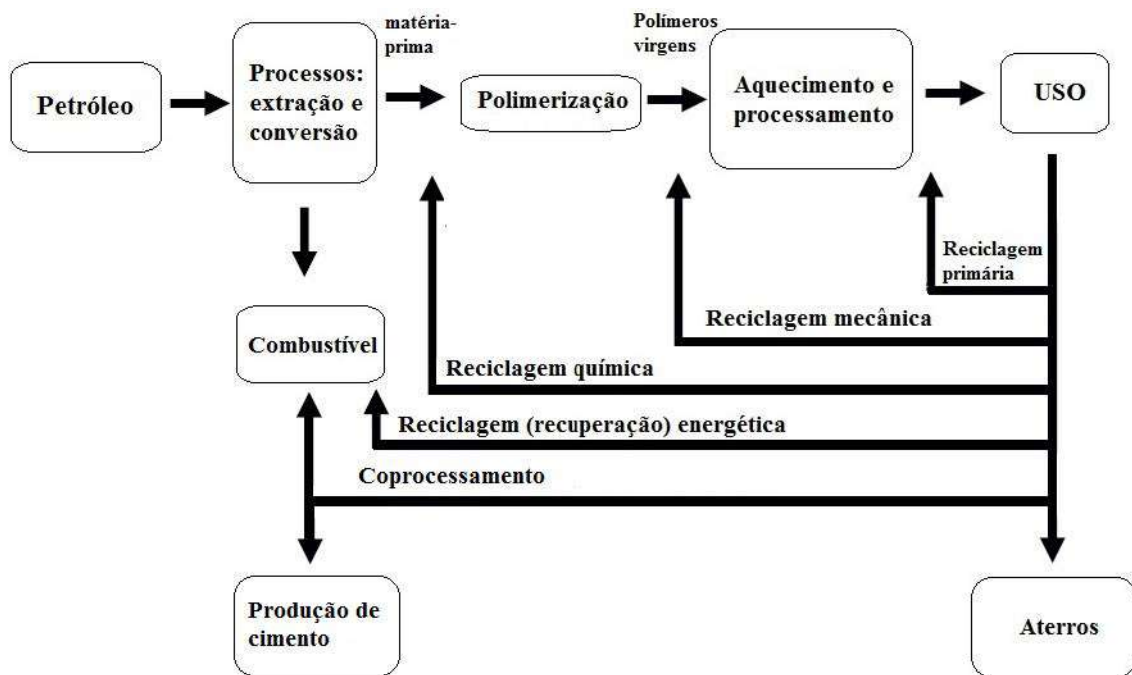 matéria-
prima
Polímeros
virgens
Petróleo
Processos:
extração e
conversão
Polimerização
Aquecimento e
processamento
USO
Reciclagem
primária
Reciclagem mecânica
Combustível
Reciclagem química
Reciclagem (recuperação) energética
Coprocessamento
Produção de
cimento
Aterros